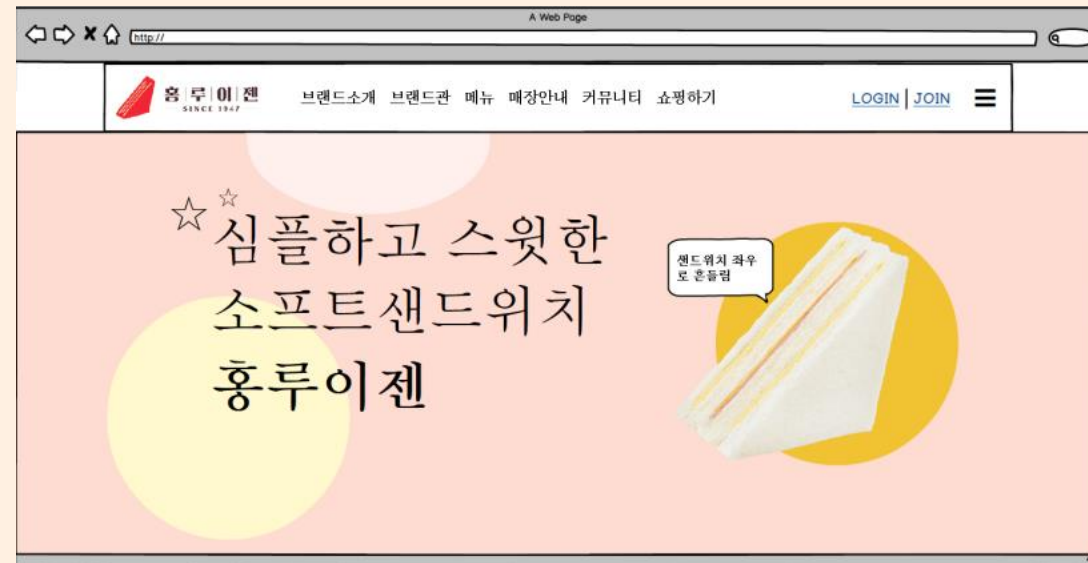 A Web Page
http://
홍루이젠
SINCE 1947
브랜드소개 브랜드관 메뉴 매장안내 커뮤니티 쇼핑하기
LOGIN | JOIN
심플하고 스윗한
소프트샌드위치
홍루이젠
샌드위치 좌우
로 흔들림